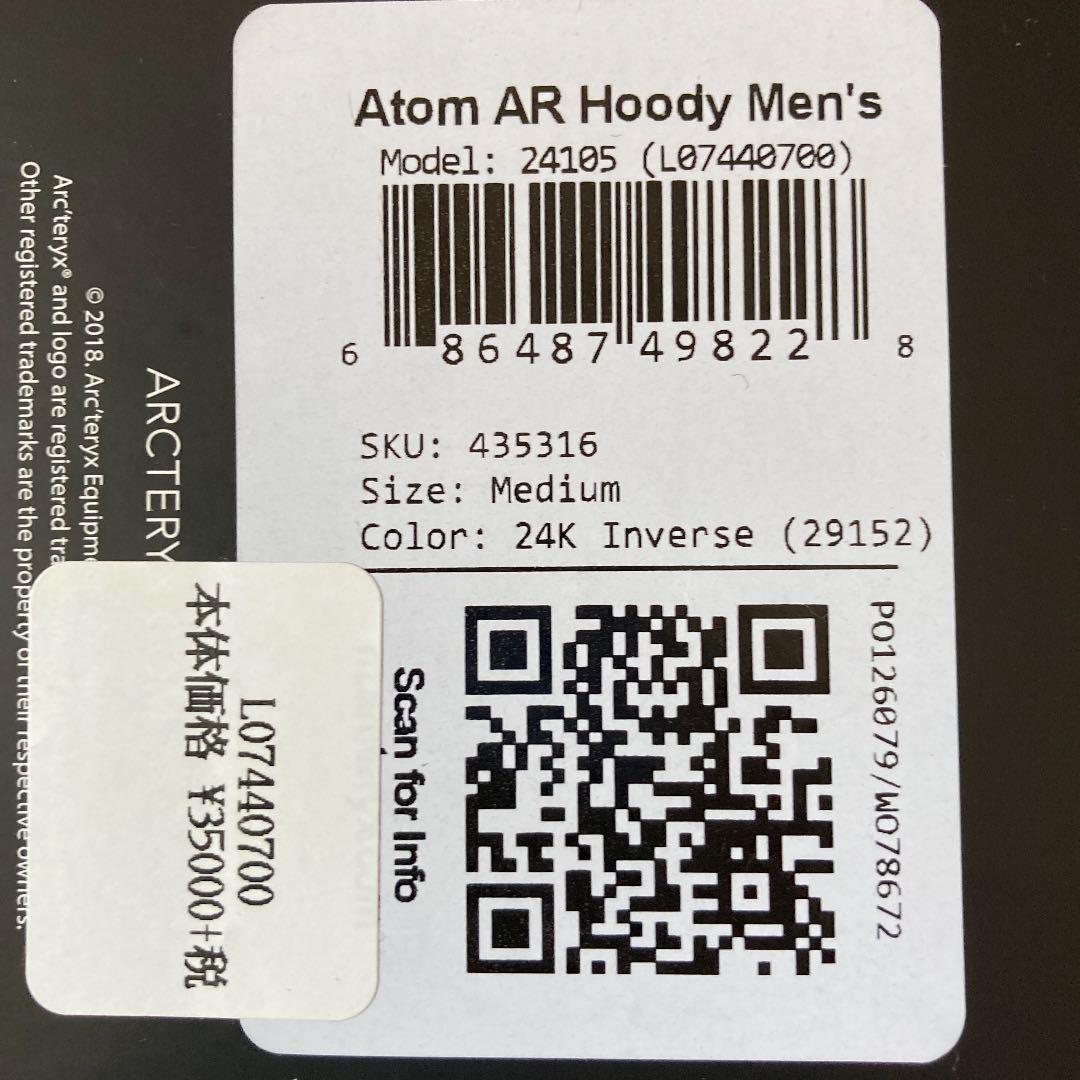 Atom AR Hoody Men's
Model: 24105 (L07440700)
6 86487 49822 8
SKU: 435316
Size: Medium
Color: 24K Inverse (29152)
PO126079/WO78672
Scan for Info
L07440700
本体価格 ¥35000+税
ARCTERY
© 2018. Arc'teryx Equipme
Arc'teryx® and logo are registered tra
Other registered trademarks are the property of their respective owners.